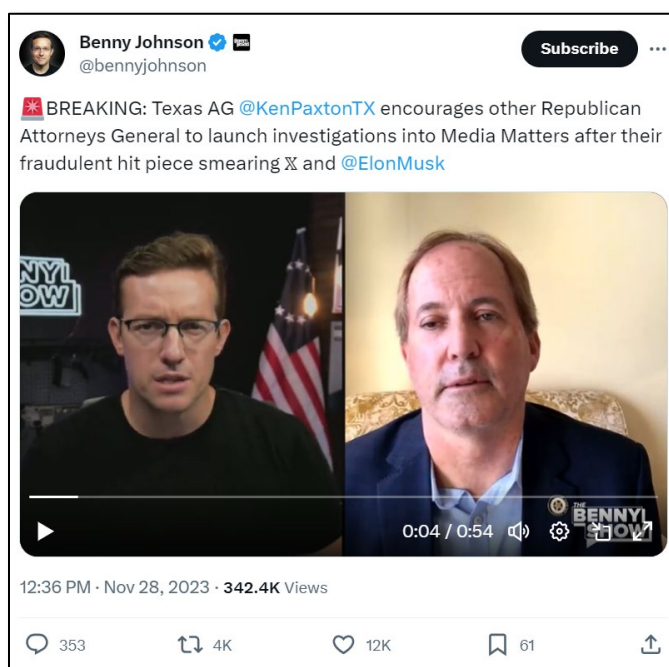 Benny Johnson
@bennyjohnson
Subscribe
🚨BREAKING: Texas AG @KenPaxtonTX encourages other Republican
Attorneys General to launch investigations into Media Matters after their
fraudulent hit piece smearing 𝕏 and @ElonMusk
NYL
OW
THE
BENNY
SHOW
0:04 / 0:54
12:36 PM · Nov 28, 2023 · 342.4K Views
353
4K
12K
61